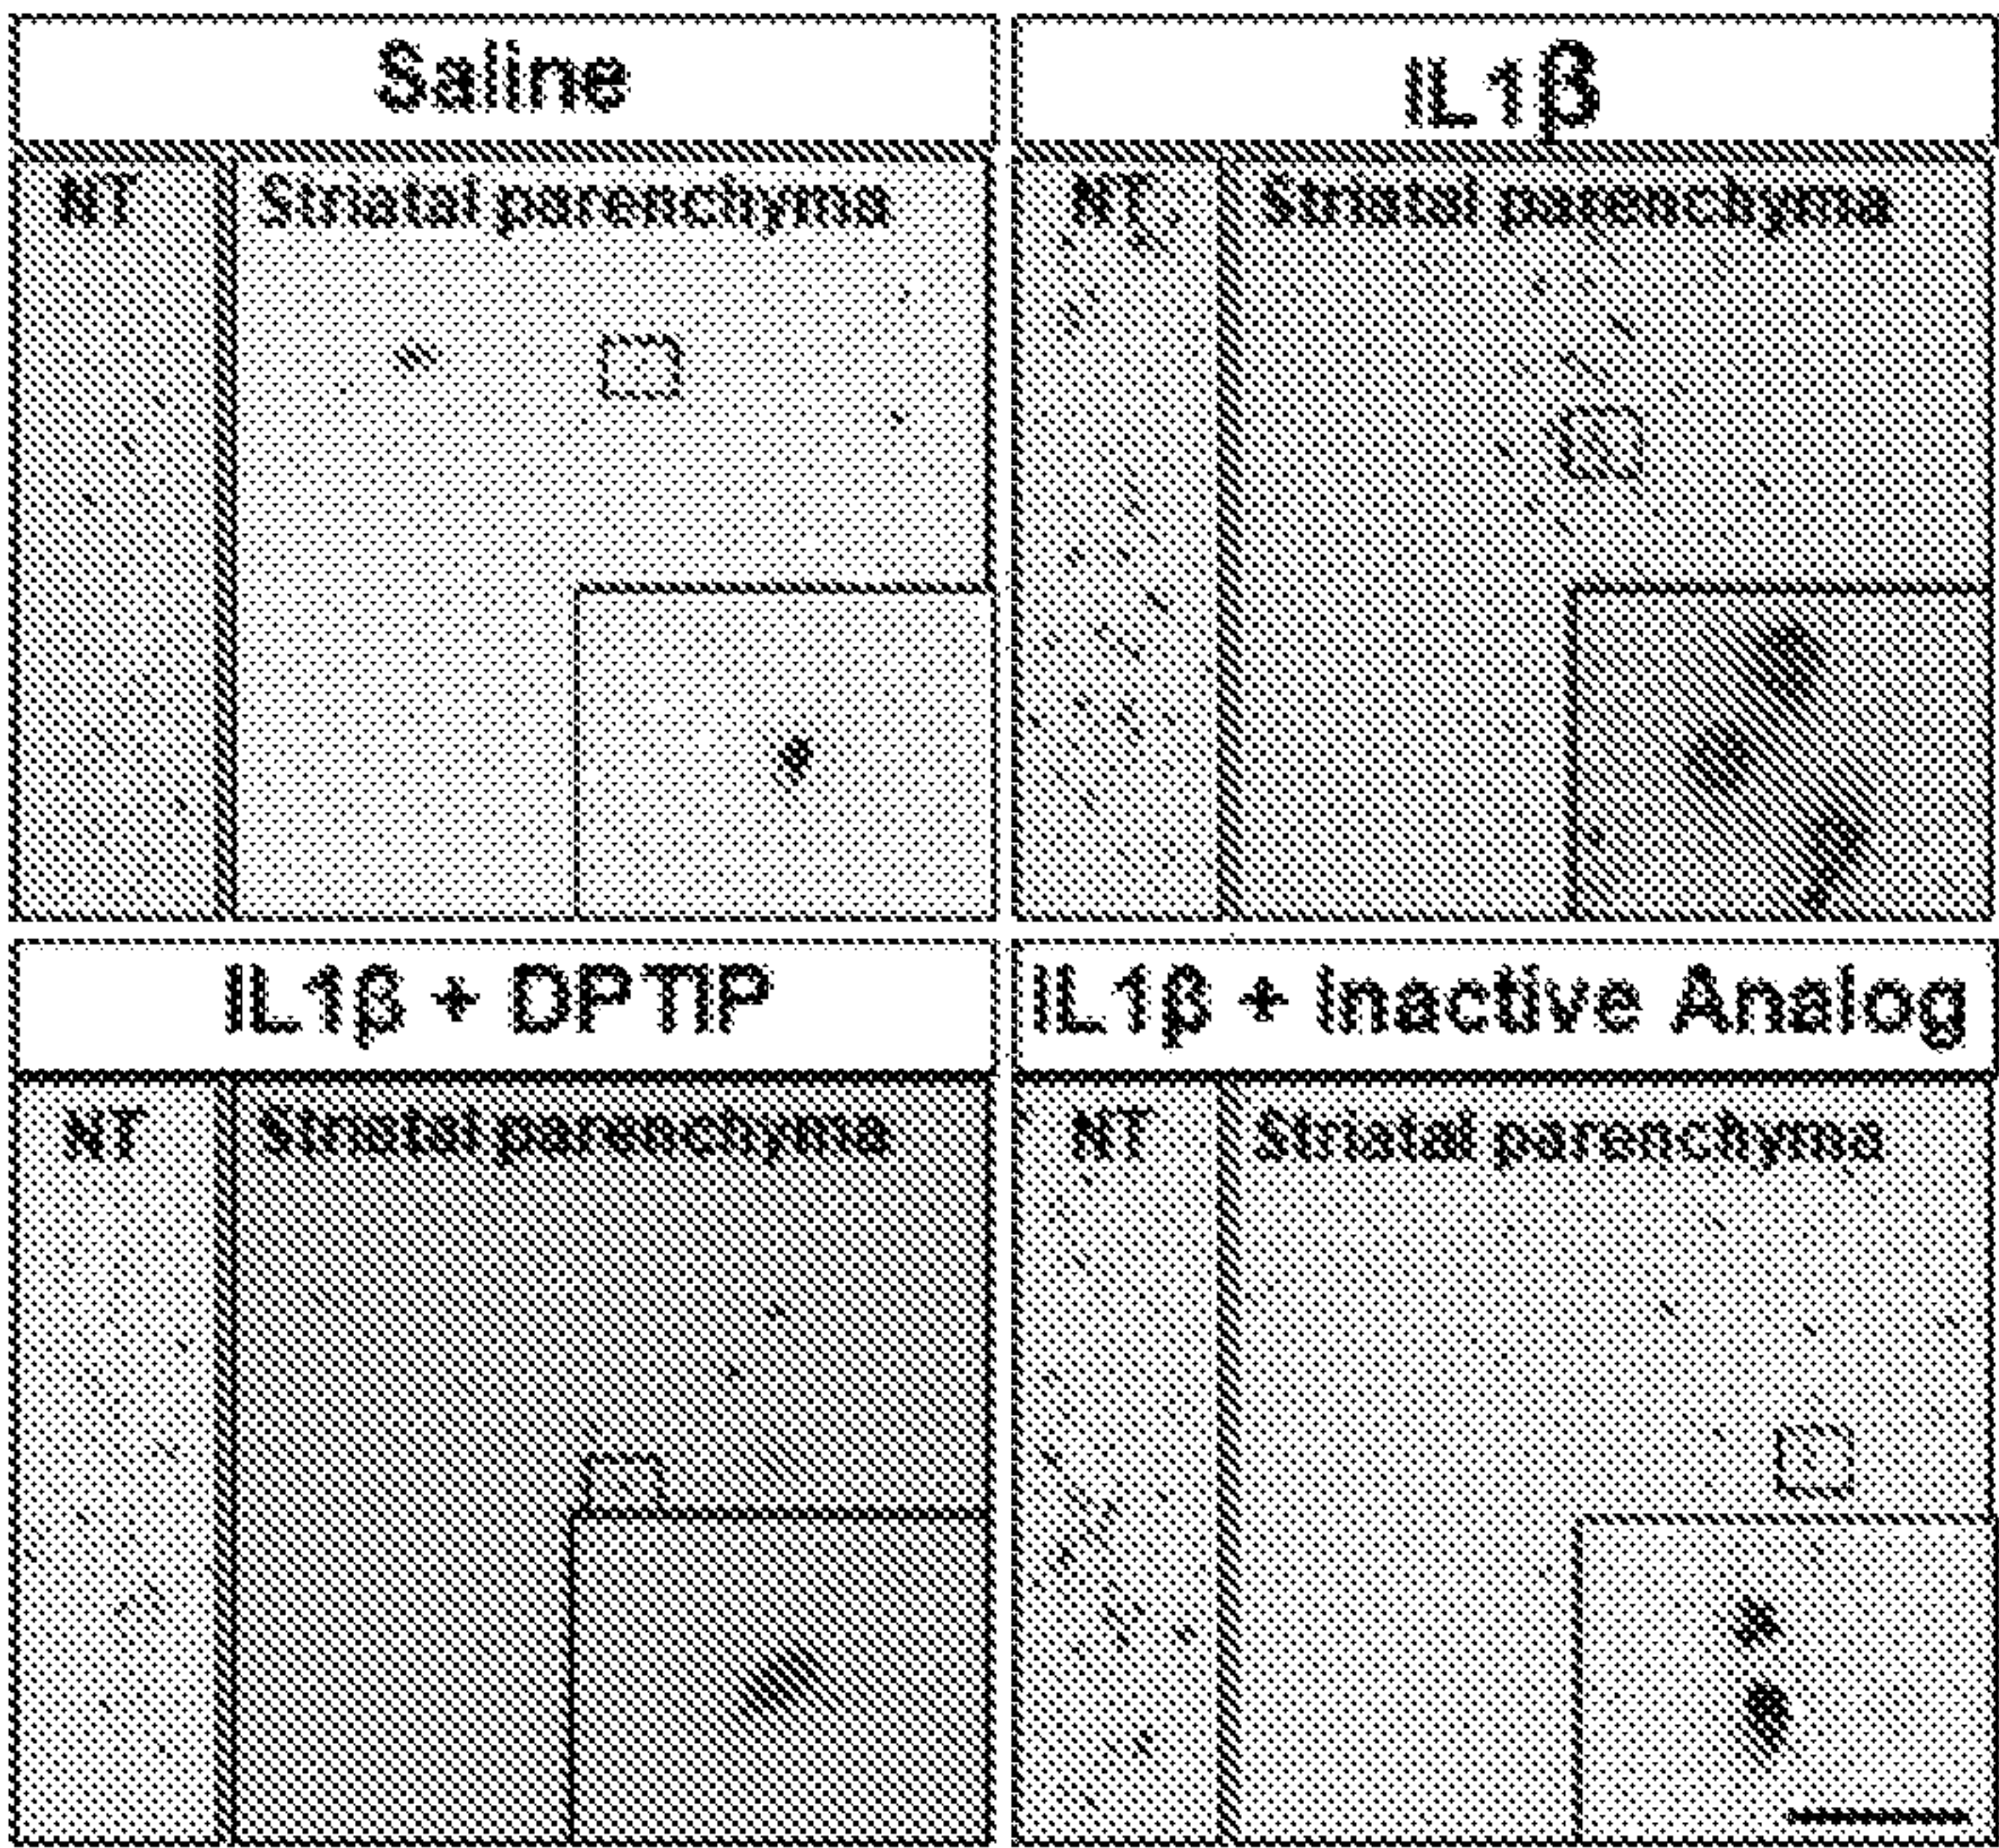 Saline
IL1β
NT
Striatal parenchyma
NT
Striatal parenchyma
IL1β + DPTIP
IL1β + Inactive Analog
NT
Striatal parenchyma
NT
Striatal parenchyma